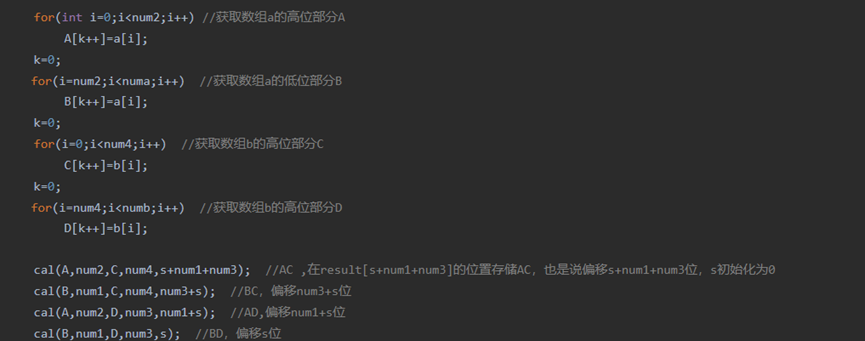 for(int i=0;i<num2;i++) //获取数组a的高位部分A
A[k++]=a[i];
k=0;
for(i=num2;i<numa;i++)  //获取数组a的低位部分B
B[k++]=a[i];
k=0;
for(i=0;i<num4;i++)  //获取数组b的高位部分C
C[k++]=b[i];
k=0;
for(i=num4;i<numb;i++)  //获取数组b的高位部分D
D[k++]=b[i];
cal(A,num2,C,num4,s+num1+num3);  //AC ,在result[s+num1+num3]的位置存储AC，也是说偏移s+num1+num3位，s初始化为0
cal(B,num1,C,num4,num3+s);  //BC，偏移num3+s位
cal(A,num2,D,num3,num1+s);  //AD,偏移num1+s位
cal(B,num1,D,num3,s);  //BD，偏移s位